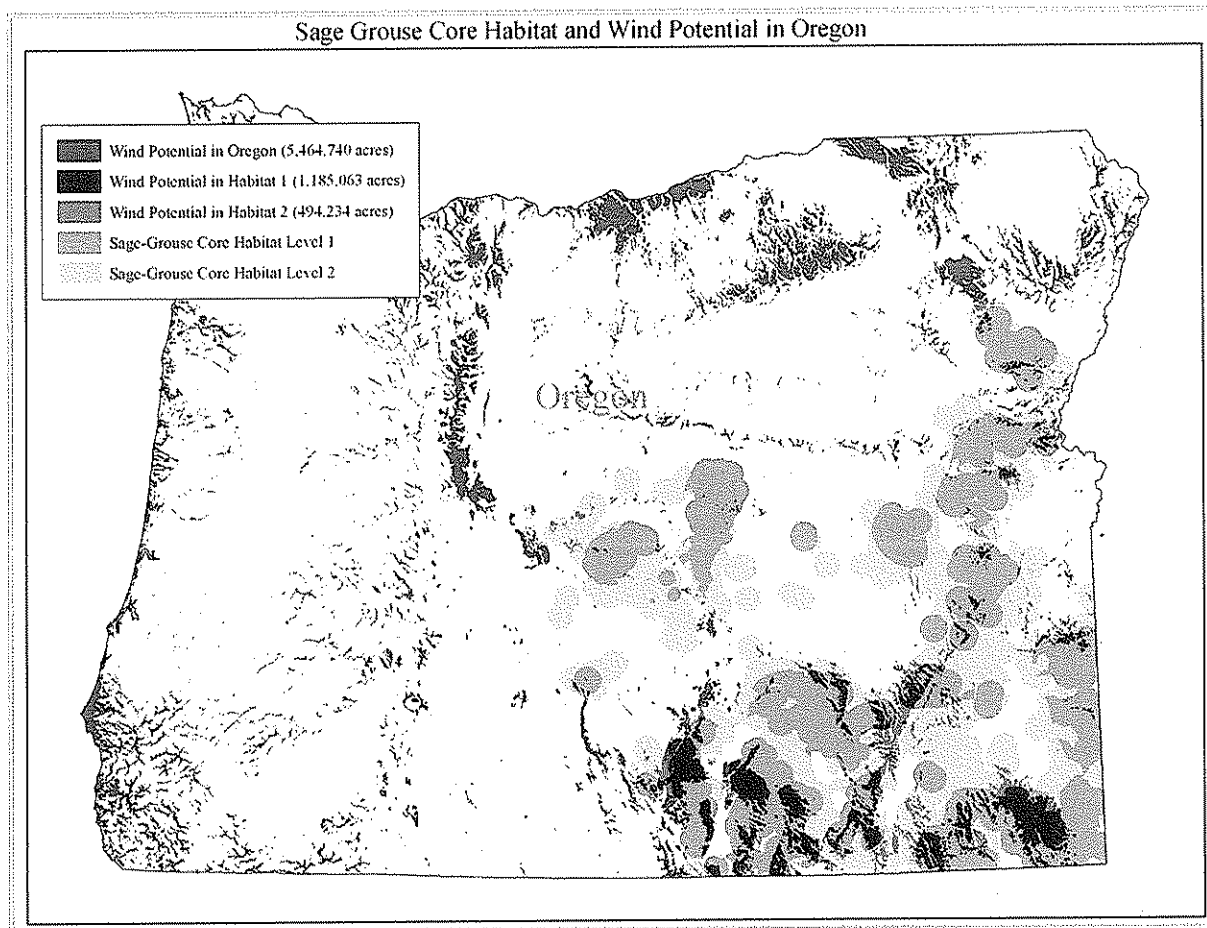 Sage Grouse Core Habitat and Wind Potential in Oregon
Wind Potential in Oregon (5,464,740 acres)
Wind Potential in Habitat 1 (1,185,063 acres)
Wind Potential in Habitat 2 (494,234 acres)
Sage-Grouse Core Habitat Level 1
Sage-Grouse Core Habitat Level 2
Oregon